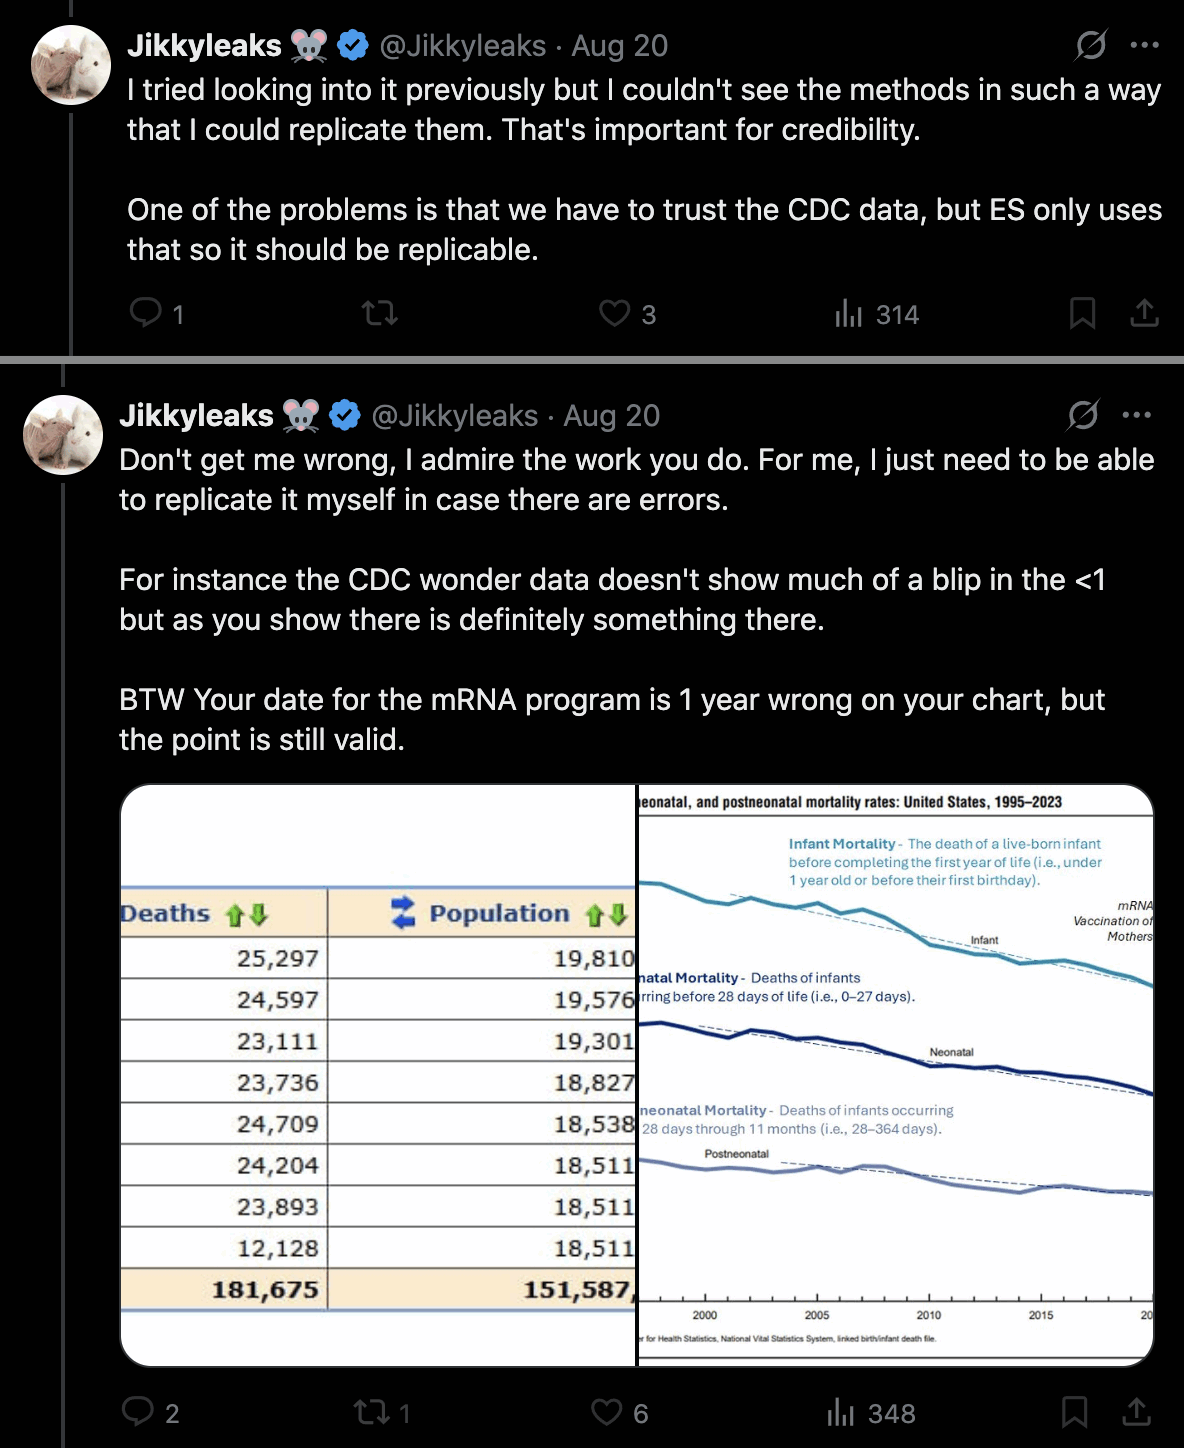 Jikkyleaks 🐭 @Jikkyleaks · Aug 20
I tried looking into it previously but I couldn't see the methods in such a way
that I could replicate them. That's important for credibility.
One of the problems is that we have to trust the CDC data, but ES only uses
that so it should be replicable.
1 3 314
Jikkyleaks 🐭 @Jikkyleaks · Aug 20
Don't get me wrong, I admire the work you do. For me, I just need to be able
to replicate it myself in case there are errors.
For instance the CDC wonder data doesn't show much of a blip in the <1
but as you show there is definitely something there.
BTW Your date for the mRNA program is 1 year wrong on your chart, but
the point is still valid.
Deaths Population
25,297 19,810
24,597 19,576
23,111 19,301
23,736 18,827
24,709 18,538
24,204 18,511
23,893 18,511
12,128 18,511
181,675 151,587,
eonatal, and postneonatal mortality rates: United States, 1995–2023
Infant Mortality - The death of a live-born infant
before completing the first year of life (i.e., under
1 year old or before their first birthday).
mRNA
Vaccination of
Mothers
Infant
natal Mortality - Deaths of infants
rring before 28 days of life (i.e., 0–27 days).
Neonatal
neonatal Mortality - Deaths of infants occurring
28 days through 11 months (i.e., 28–364 days).
Postneonatal
2000 2005 2010 2015 20
er for Health Statistics, National Vital Statistics System, linked birth/infant death file.
2 1 6 348